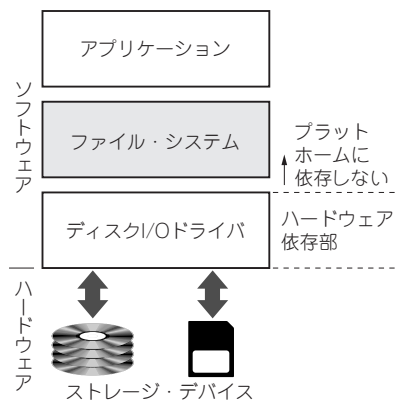 アプリケーション
ソフトウェア
ファイル・システム
プラット
ホームに
依存しない
ディスクI/Oドライバ
ハードウェア
依存部
ハードウェア
ストレージ・デバイス